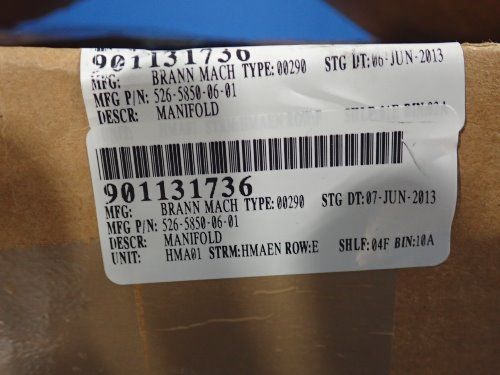 901131736
MFG: BRANN MACH TYPE: 00290 STG DT: 06-JUN-2013
MFG P/N: 526-5850-06-01
DESCR: MANIFOLD
901131736
MFG: BRANN MACH TYPE: 00290 STG DT: 07-JUN-2013
MFG P/N: 526-5850-06-01
DESCR: MANIFOLD
UNIT: HMA01 STRM:HMAEN ROW:E SHLF:04F BIN:10A